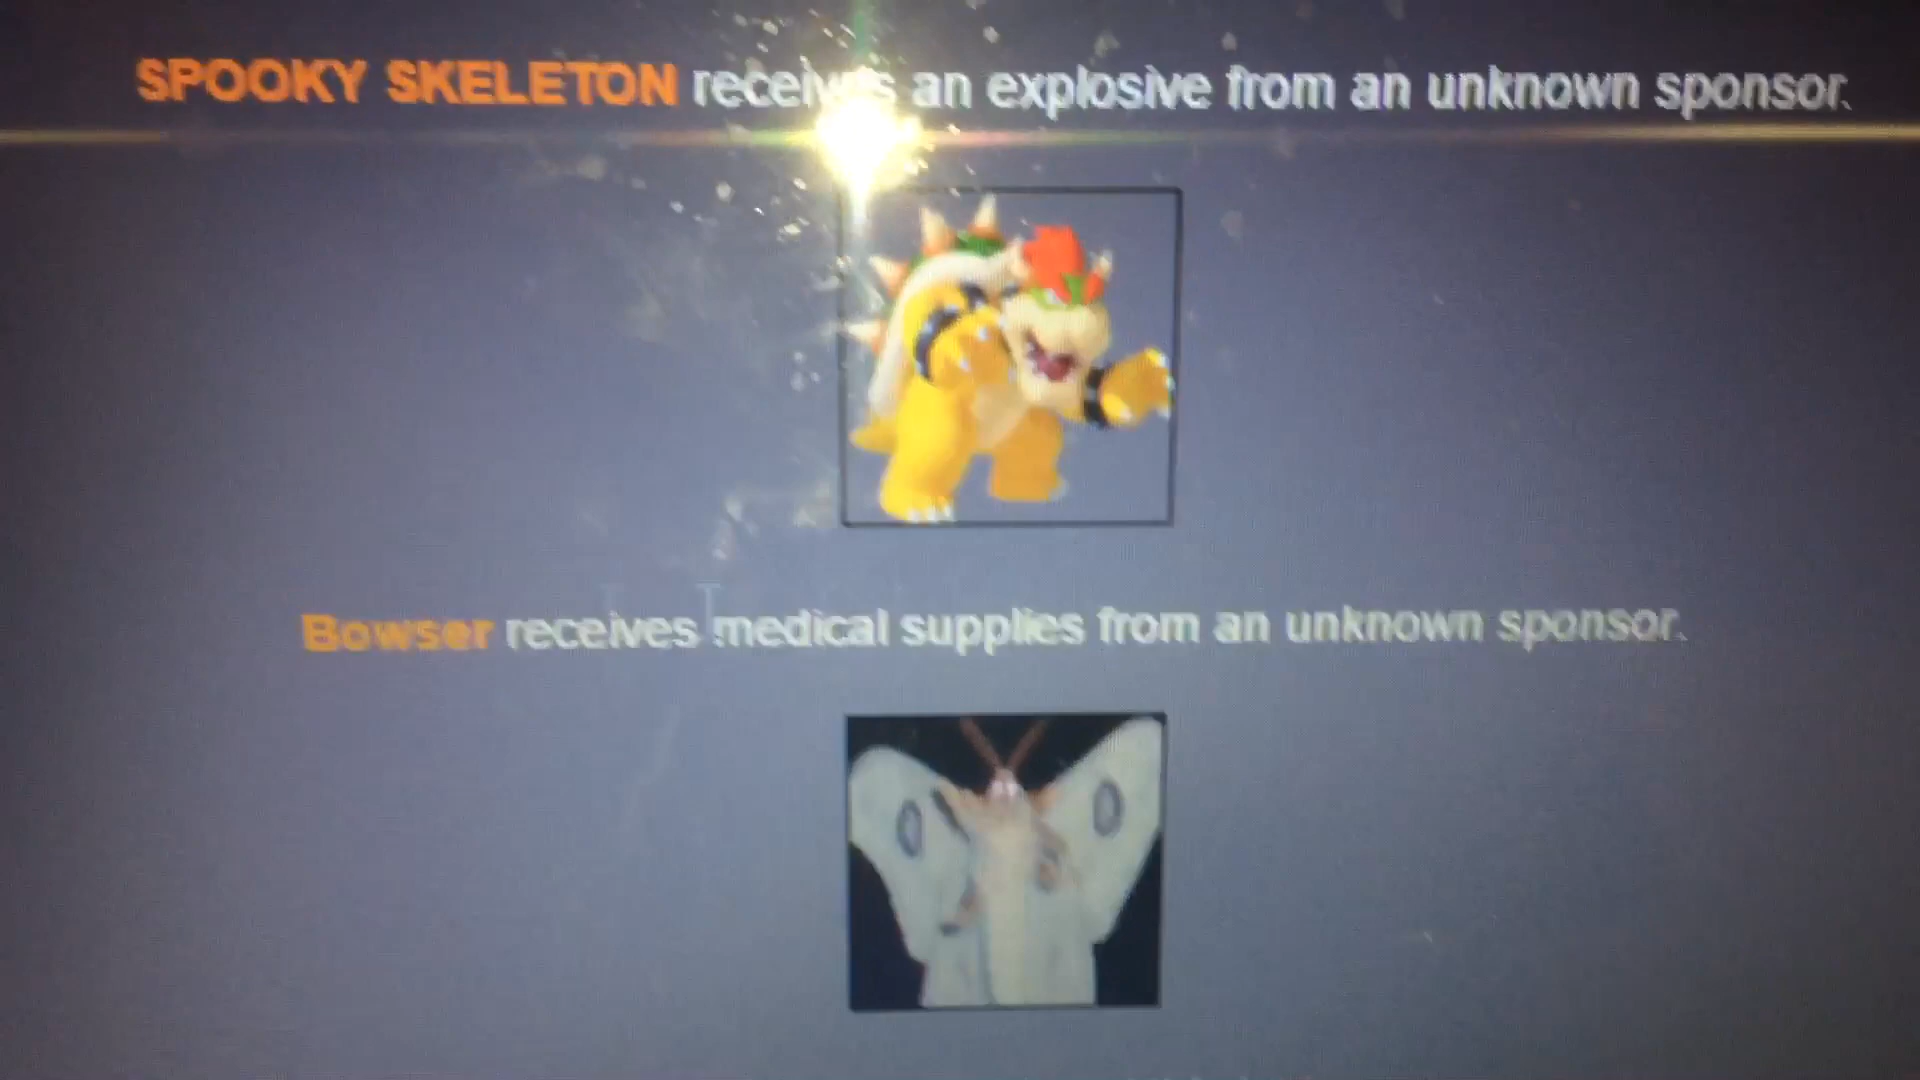 SPOOKY SKELETON receives an explosive from an unknown sponsor.
Bowser receives medical supplies from an unknown sponsor.